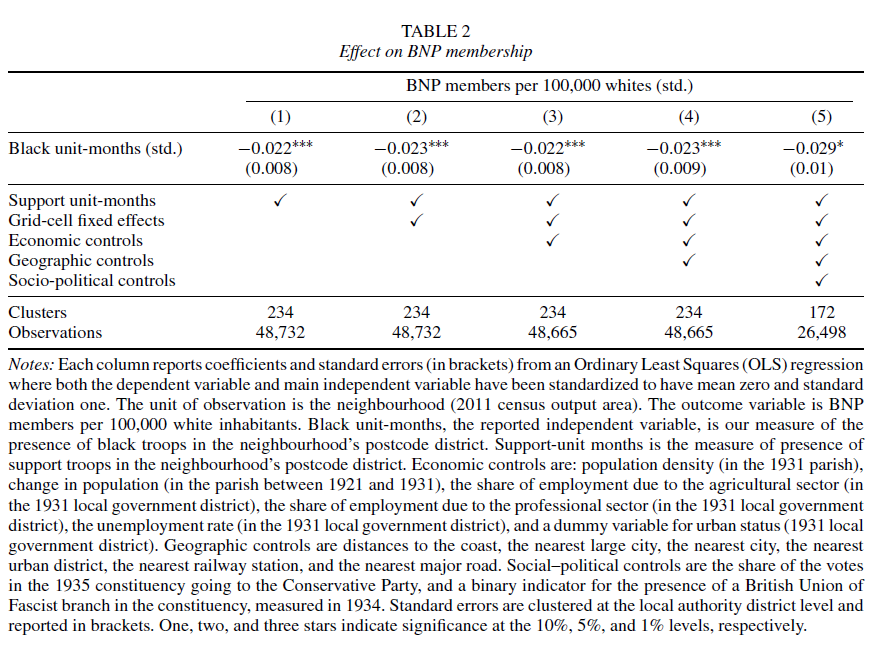 TABLE 2
Effect on BNP membership
BNP members per 100,000 whites (std.)
(1) (2) (3) (4) (5)
Black unit-months (std.) −0.022*** −0.023*** −0.022*** −0.023*** −0.029*
(0.008) (0.008) (0.008) (0.009) (0.01)
Support unit-months ✓ ✓ ✓ ✓ ✓
Grid-cell fixed effects ✓ ✓ ✓ ✓
Economic controls ✓ ✓ ✓
Geographic controls ✓ ✓
Socio-political controls ✓
Clusters 234 234 234 234 172
Observations 48,732 48,732 48,665 48,665 26,498
Notes: Each column reports coefficients and standard errors (in brackets) from an Ordinary Least Squares (OLS) regression
where both the dependent variable and main independent variable have been standardized to have mean zero and standard
deviation one. The unit of observation is the neighbourhood (2011 census output area). The outcome variable is BNP
members per 100,000 white inhabitants. Black unit-months, the reported independent variable, is our measure of the
presence of black troops in the neighbourhood’s postcode district. Support-unit months is the measure of presence of
support troops in the neighbourhood’s postcode district. Economic controls are: population density (in the 1931 parish),
change in population (in the parish between 1921 and 1931), the share of employment due to the agricultural sector (in
the 1931 local government district), the share of employment due to the professional sector (in the 1931 local government
district), the unemployment rate (in the 1931 local government district), and a dummy variable for urban status (1931 local
government district). Geographic controls are distances to the coast, the nearest large city, the nearest city, the nearest
urban district, the nearest railway station, and the nearest major road. Social–political controls are the share of the votes
in the 1935 constituency going to the Conservative Party, and a binary indicator for the presence of a British Union of
Fascist branch in the constituency, measured in 1934. Standard errors are clustered at the local authority district level and
reported in brackets. One, two, and three stars indicate significance at the 10%, 5%, and 1% levels, respectively.